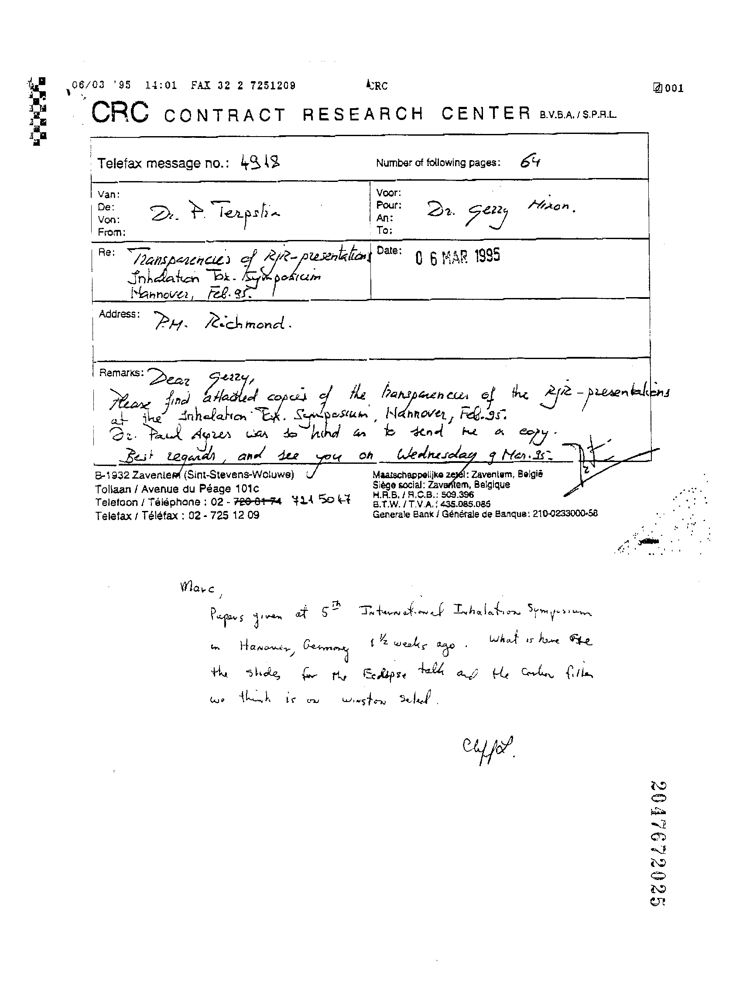 06/03 '95 14:01 FAX 32 2 7251209 CRC 001
CRC CONTRACT RESEARCH CENTER B.V.B.A. / S.P.R.L.
Telefax message no.: 4918 Number of following pages: 64
Van:
De:
Von:
From:
Dr. P. Terpstra
Voor:
Pour:
An:
To:
Dr. Gerry Hixon.
Re: Transparencies of RJR-presentations
Inhalation Tox. Symposium
Hannover, Feb. 95.
Date: 06 MAR 1995
Address: P.M. Richmond.
Remarks: Dear Gerry,
Please find attached copies of the transparencies of the RJR-presentations
at the Inhalation Tox. Symposium, Hannover, Feb. 95.
Dr. Paul Ayres was so kind as to send me a copy.
Best regards, and see you on Wednesday 9 Mar. 95.
B-1932 Zaventem (Sint-Stevens-Woluwe)
Tollaan / Avenue du Péage 101c
Telefoon / Téléphone : 02 - 720 81 74 721 50 47
Telefax / Téléfax : 02 - 725 12 09
Maatschappelijke zetel: Zaventem, België
Siège social: Zaventem, Belgique
H.R.B. / R.C.B.: 509.396
B.T.W. / T.V.A.: 435.085.085
Generale Bank / Générale de Banque: 210-0233000-58
Marc,
Papers given at 5th International Inhalation Symposium
in Hanover, Germany 1 ½ weeks ago. What is here are
the slides for the Eclipse talk and the carbon filter
we think is on Winston Select.
Cliff L.
2047672025